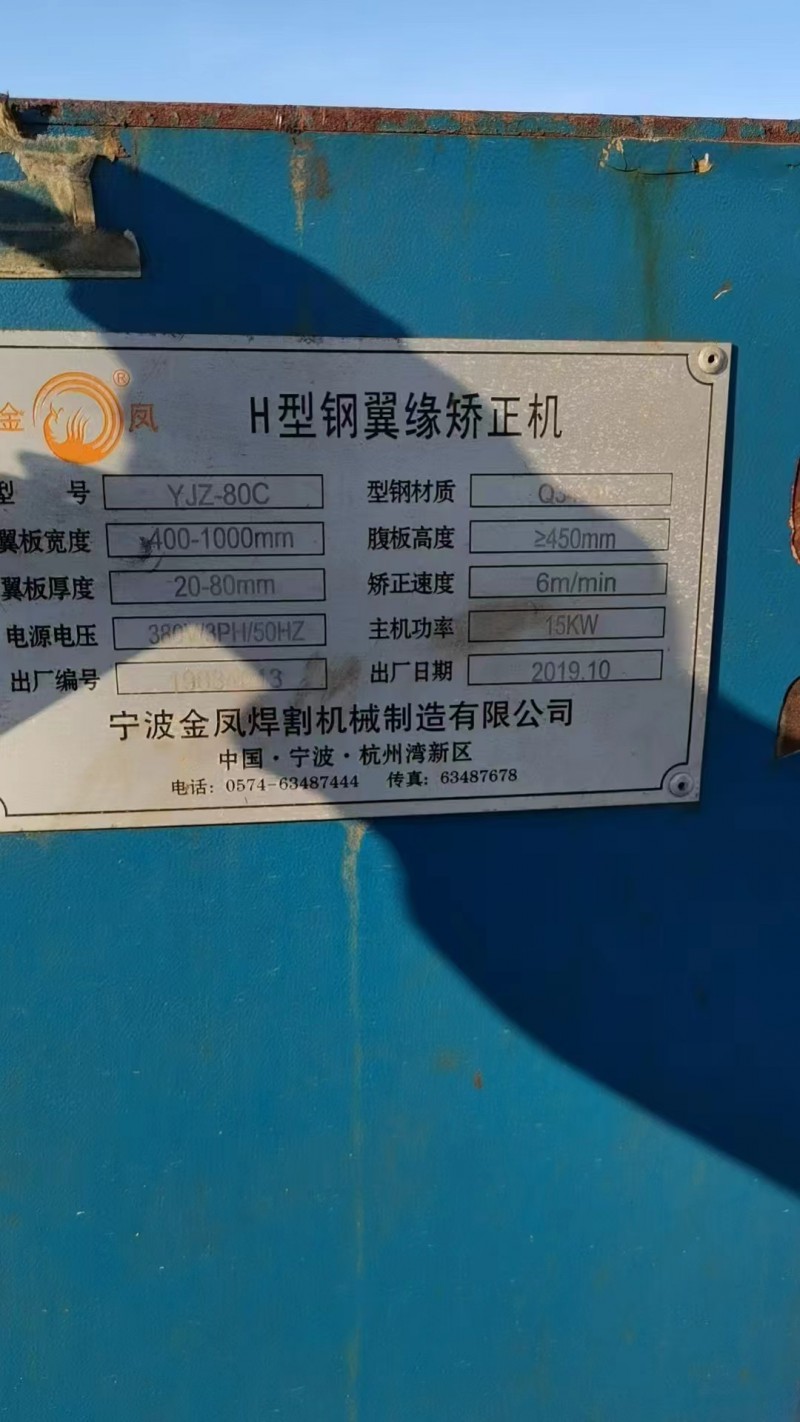 金 ® 凤
H型钢翼缘矫正机
型 号 YJZ-80C 型钢材质
翼板宽度 400-1000mm 腹板高度 ≥450mm
翼板厚度 20-80mm 矫正速度 6m/min
电源电压 380V/3PH/50HZ 主机功率 15KW
出厂编号 出厂日期 2019.10
宁波金凤焊割机械制造有限公司
中国·宁波·杭州湾新区
电话: 0574-63487444 传真: 63487678